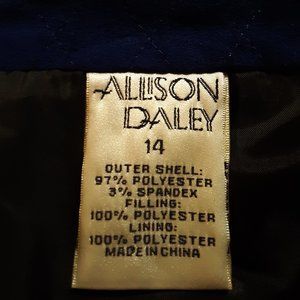 ALLISON
DALEY
14
OUTER SHELL:
97% POLYESTER
3% SPANDEX
FILLING:
100% POLYESTER
LINING:
100% POLYESTER
MADE IN CHINA